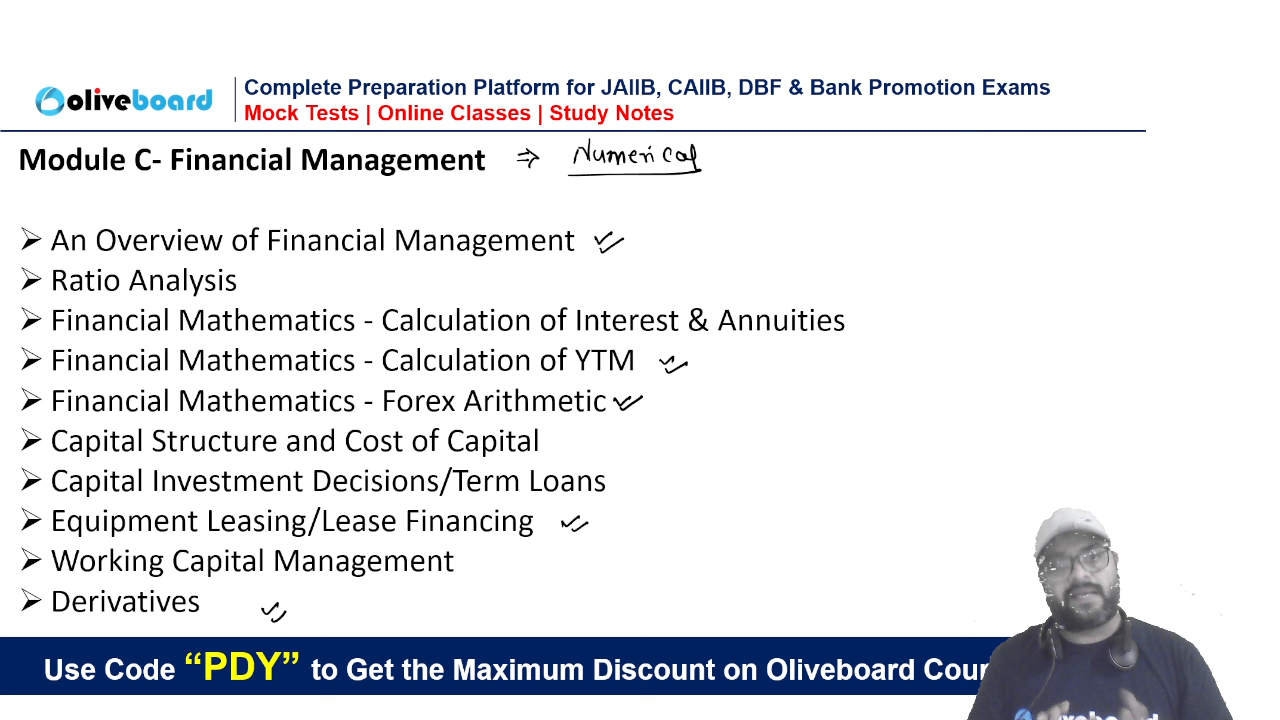 oliveboard
Complete Preparation Platform for JAIIB, CAIIB, DBF & Bank Promotion Exams
Mock Tests | Online Classes | Study Notes
Module C- Financial Management ⇒ Numerical
➢ An Overview of Financial Management
➢ Ratio Analysis
➢ Financial Mathematics - Calculation of Interest & Annuities
➢ Financial Mathematics - Calculation of YTM
➢ Financial Mathematics - Forex Arithmetic
➢ Capital Structure and Cost of Capital
➢ Capital Investment Decisions/Term Loans
➢ Equipment Leasing/Lease Financing
➢ Working Capital Management
➢ Derivatives
Use Code “PDY” to Get the Maximum Discount on Oliveboard Cour